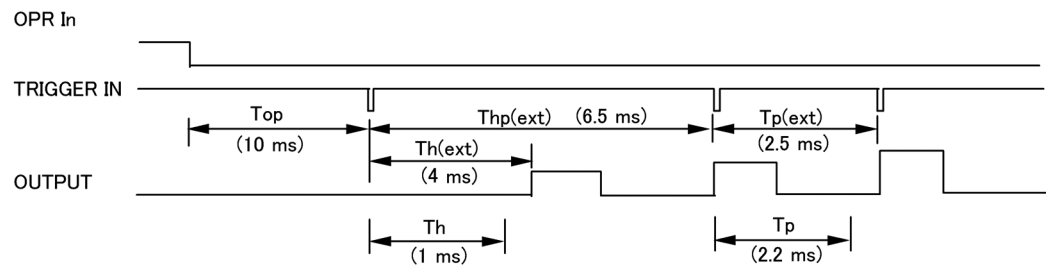 OPR In
TRIGGER IN
Top
(10 ms)
Thp(ext) (6.5 ms)
Tp(ext)
(2.5 ms)
Th(ext)
(4 ms)
OUTPUT
Th
(1 ms)
Tp
(2.2 ms)